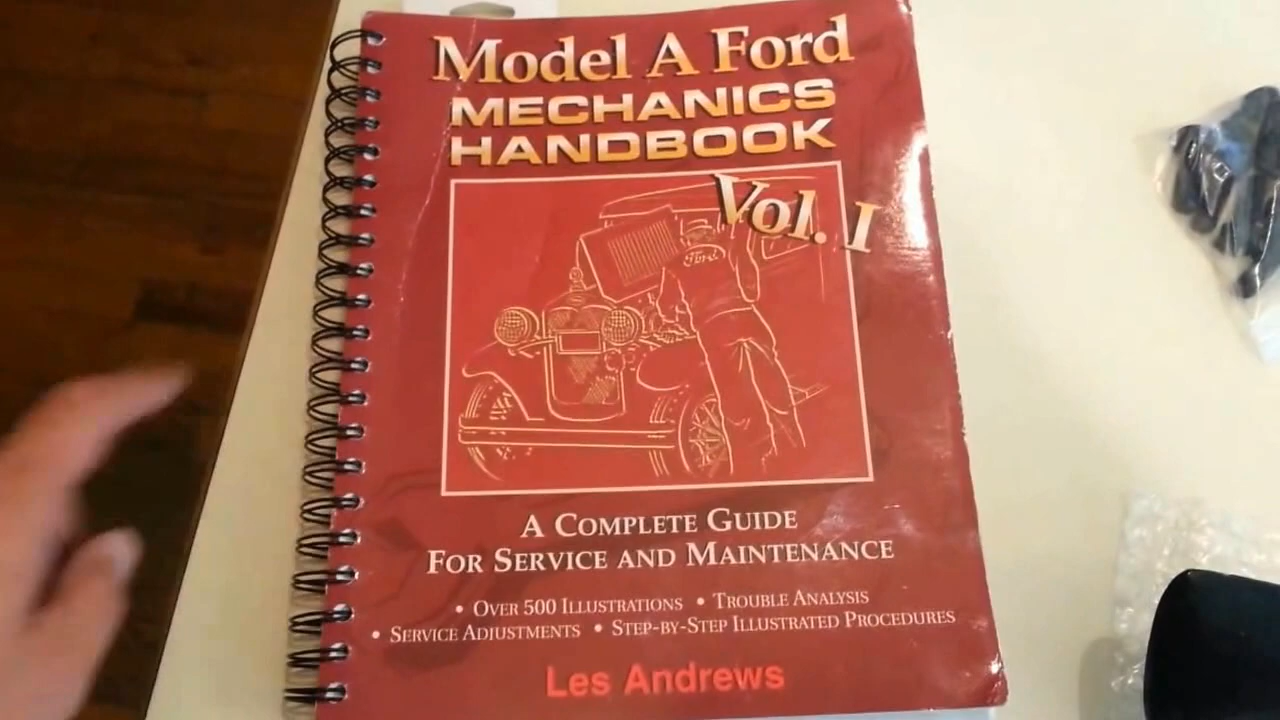 Model A Ford
MECHANICS
HANDBOOK
Vol. I
Ford
A COMPLETE GUIDE
FOR SERVICE AND MAINTENANCE
• OVER 500 ILLUSTRATIONS • TROUBLE ANALYSIS
• SERVICE ADJUSTMENTS • STEP-BY-STEP ILLUSTRATED PROCEDURES
Les Andrews